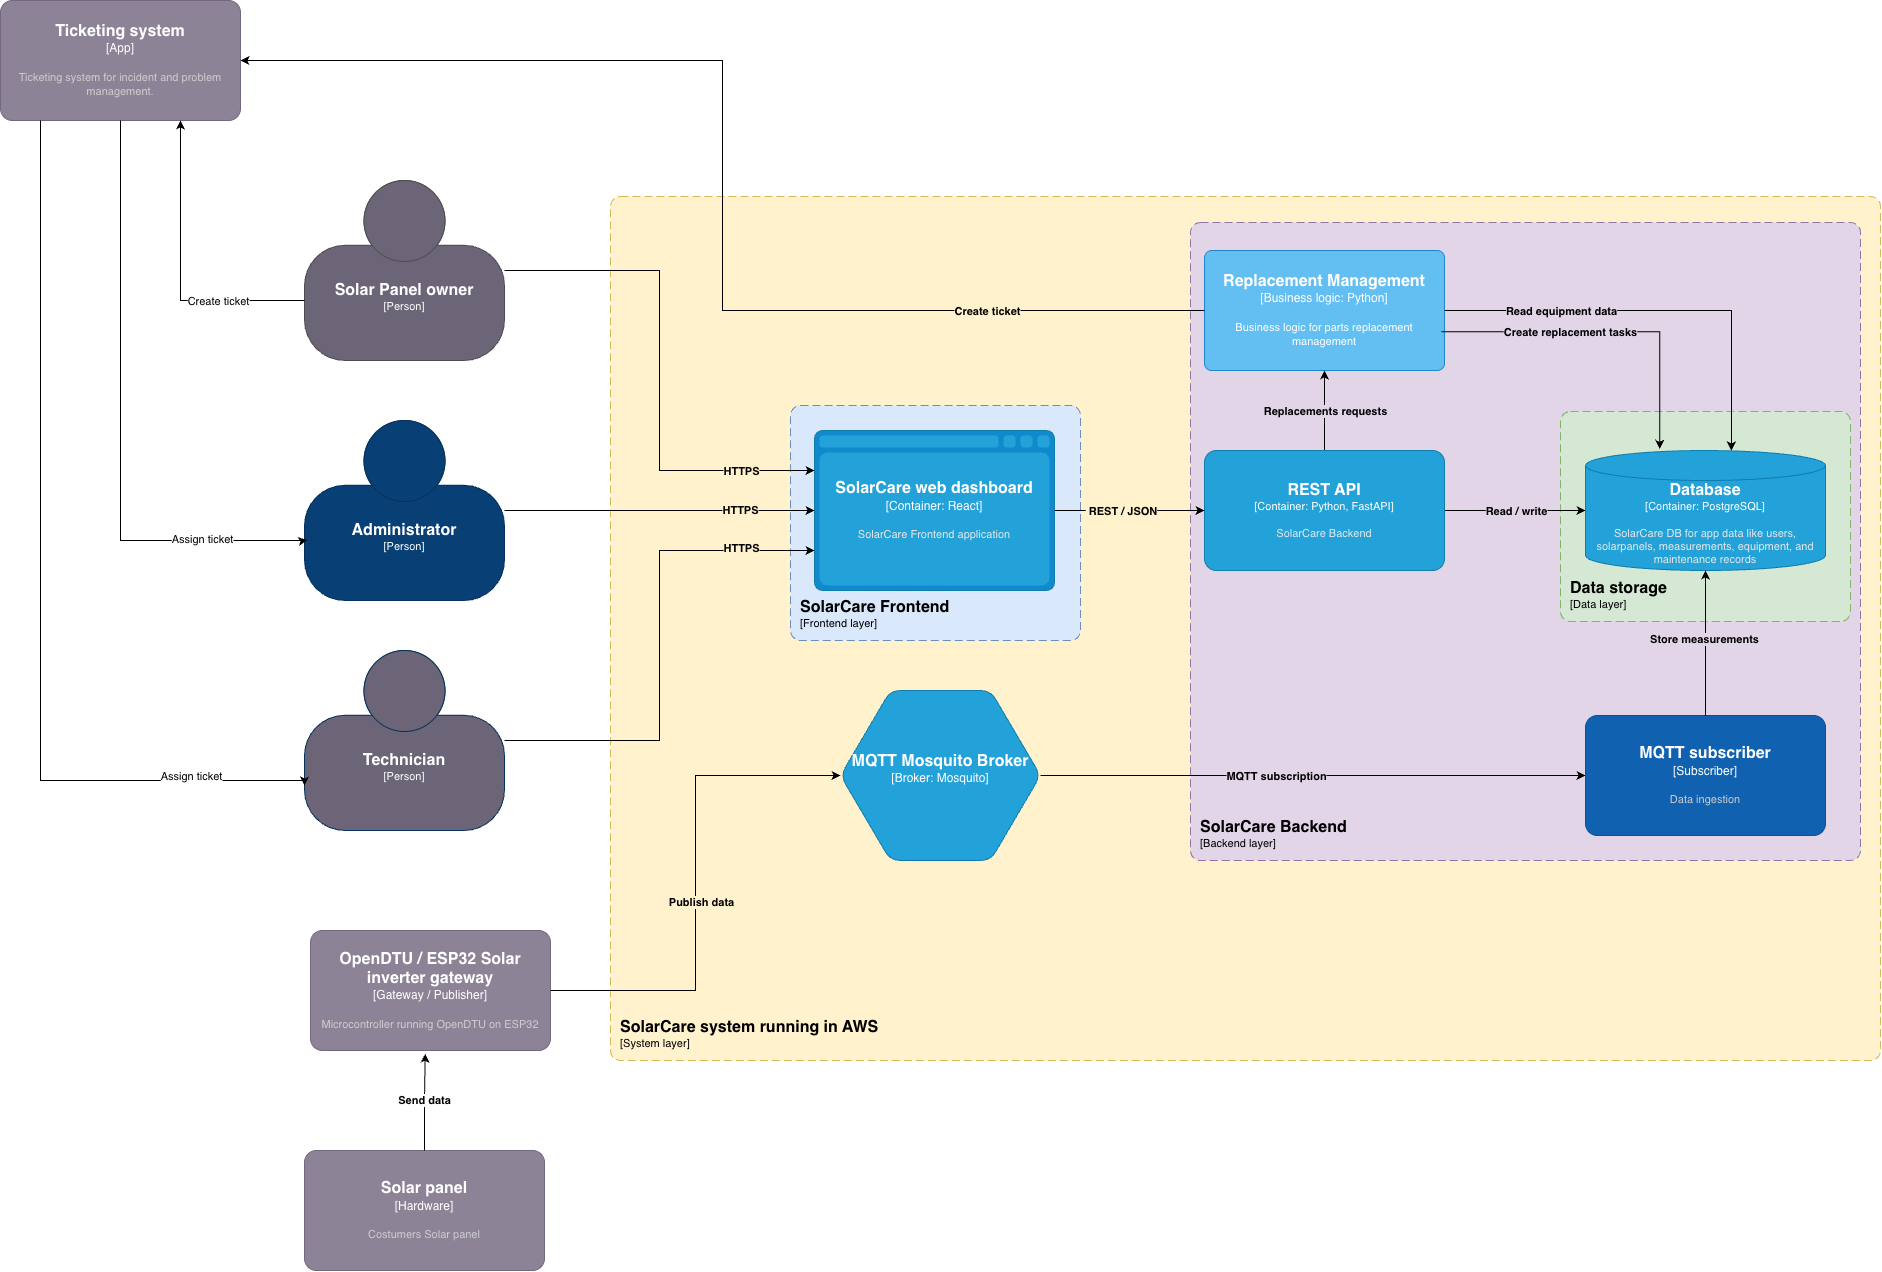 Ticketing system
[App]
Ticketing system for incident and problem
management.
Solar Panel owner
[Person]
Create ticket
Administrator
[Person]
Assign ticket
Technician
[Person]
Assign ticket
HTTPS
HTTPS
HTTPS
Create ticket
SolarCare web dashboard
[Container: React]
SolarCare Frontend application
SolarCare Frontend
[Frontend layer]
REST / JSON
Replacement Management
[Business logic: Python]
Business logic for parts replacement
management
Read equipment data
Create replacement tasks
Replacements requests
REST API
[Container: Python, FastAPI]
SolarCare Backend
Read / write
Database
[Container: PostgreSQL]
SolarCare DB for app data like users,
solarpanels, measurements, equipment, and
maintenance records
Data storage
[Data layer]
Store measurements
MQTT Mosquito Broker
[Broker: Mosquito]
MQTT subscription
MQTT subscriber
[Subscriber]
Data ingestion
SolarCare Backend
[Backend layer]
Publish data
OpenDTU / ESP32 Solar
inverter gateway
[Gateway / Publisher]
Microcontroller running OpenDTU on ESP32
SolarCare system running in AWS
[System layer]
Send data
Solar panel
[Hardware]
Costumers Solar panel